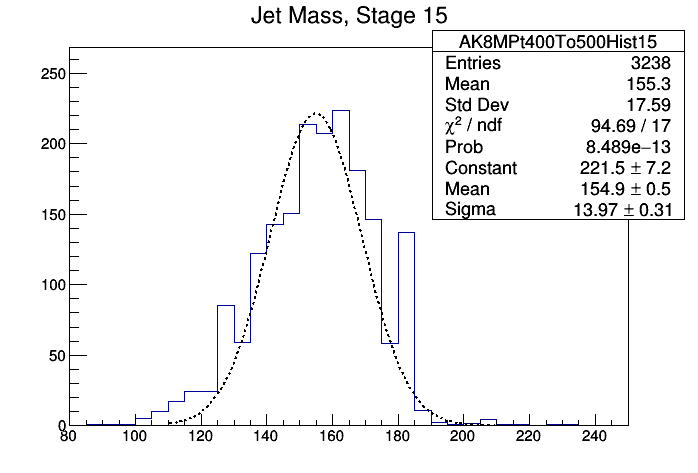 Jet Mass, Stage 15
AK8MPt400To500Hist15
Entries 3238
Mean 155.3
Std Dev 17.59
χ² / ndf 94.69 / 17
Prob 8.489e−13
Constant 221.5 ± 7.2
Mean 154.9 ± 0.5
Sigma 13.97 ± 0.31
250
200
150
100
50
0
80 100 120 140 160 180 200 220 240